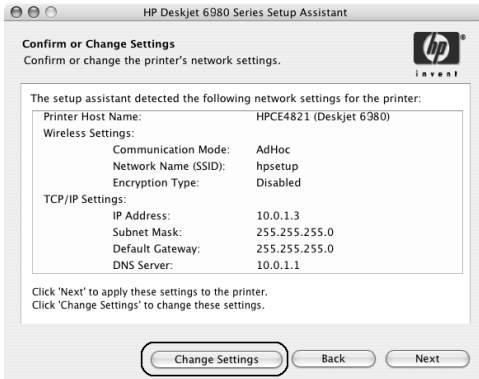 HP Deskjet 6980 Series Setup Assistant
Confirm or Change Settings
Confirm or change the printer's network settings.
hp
invent
The setup assistant detected the following network settings for the printer:
Printer Host Name: HPCE4821 (Deskjet 6980)
Wireless Settings:
Communication Mode: AdHoc
Network Name (SSID): hpsetup
Encryption Type: Disabled
TCP/IP Settings:
IP Address: 10.0.1.3
Subnet Mask: 255.255.255.0
Default Gateway: 255.255.255.0
DNS Server: 10.0.1.1
Click 'Next' to apply these settings to the printer.
Click 'Change Settings' to change these settings.
Change Settings Back Next